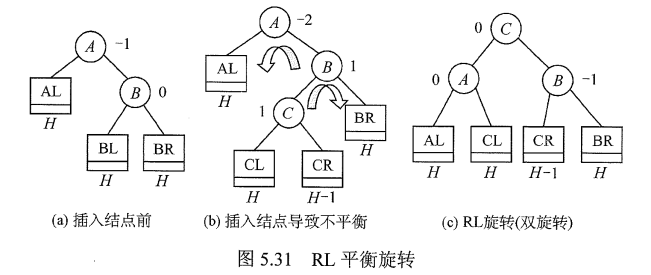 A -1
AL
H
B 0
BL BR
H H
(a) 插入结点前
A -2
AL
H
B 1
1 C
BR
H
CL CR
H H-1
(b) 插入结点导致不平衡
0 C
0 A
B -1
AL CL CR BR
H H H-1 H
(c) RL旋转(双旋转)
图 5.31 RL 平衡旋转